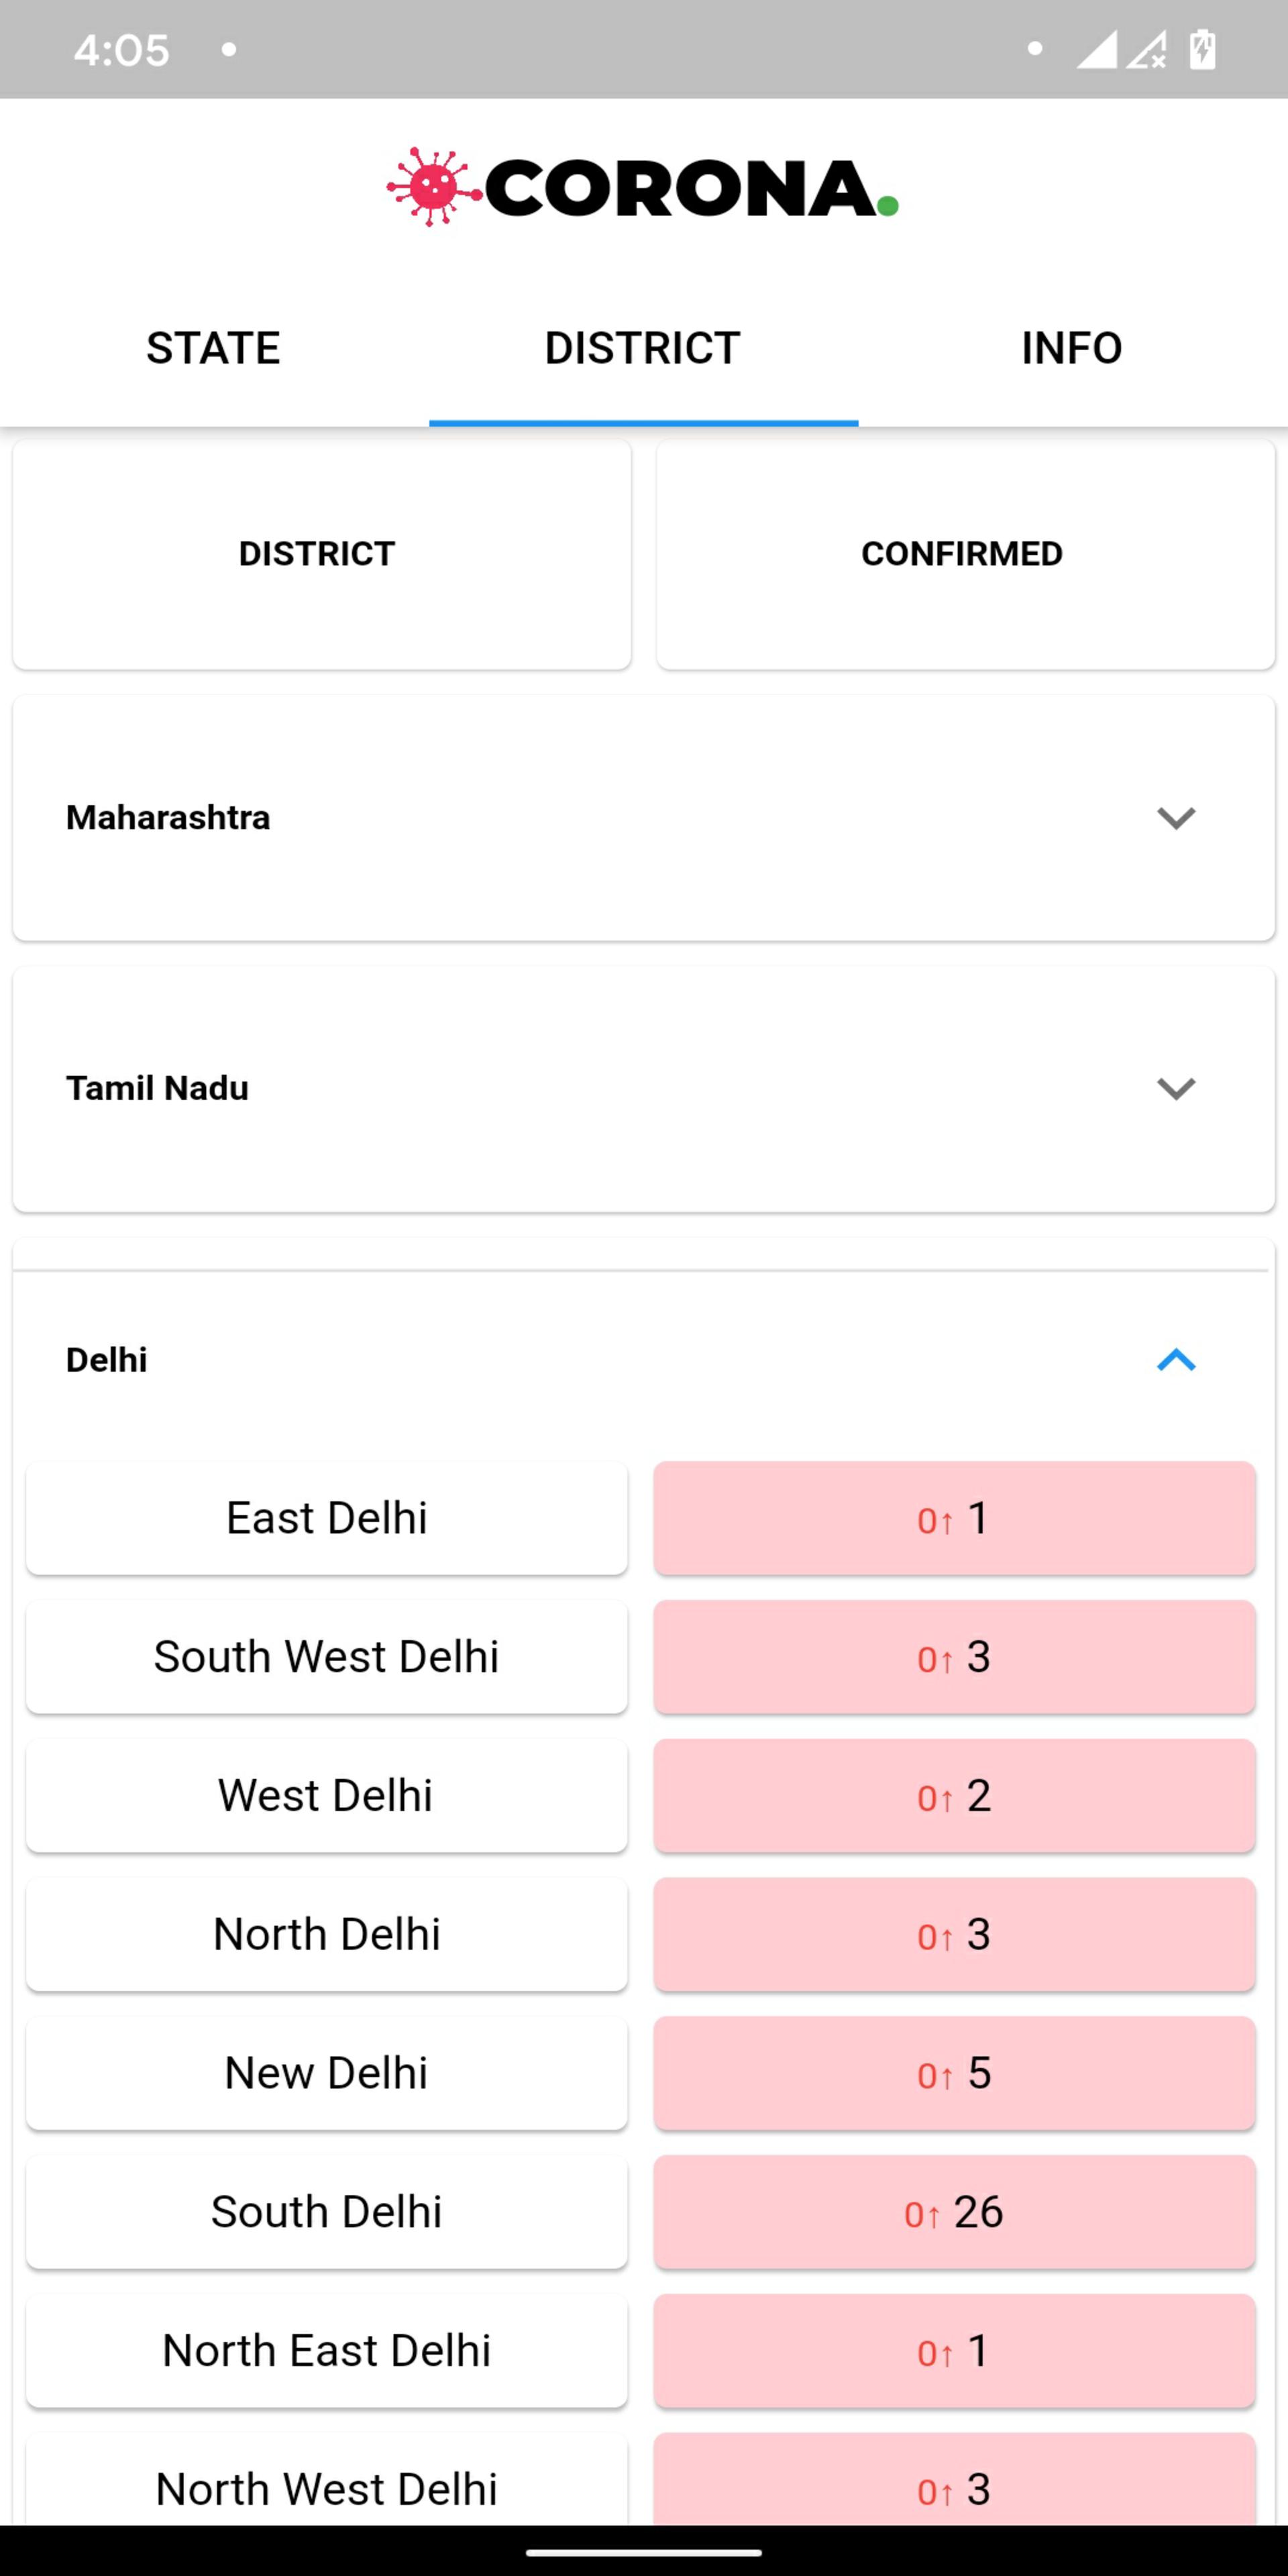 4:05
CORONA.
STATE DISTRICT INFO
DISTRICT CONFIRMED
Maharashtra
Tamil Nadu
Delhi
East Delhi 0↑ 1
South West Delhi 0↑ 3
West Delhi 0↑ 2
North Delhi 0↑ 3
New Delhi 0↑ 5
South Delhi 0↑ 26
North East Delhi 0↑ 1
North West Delhi 0↑ 3